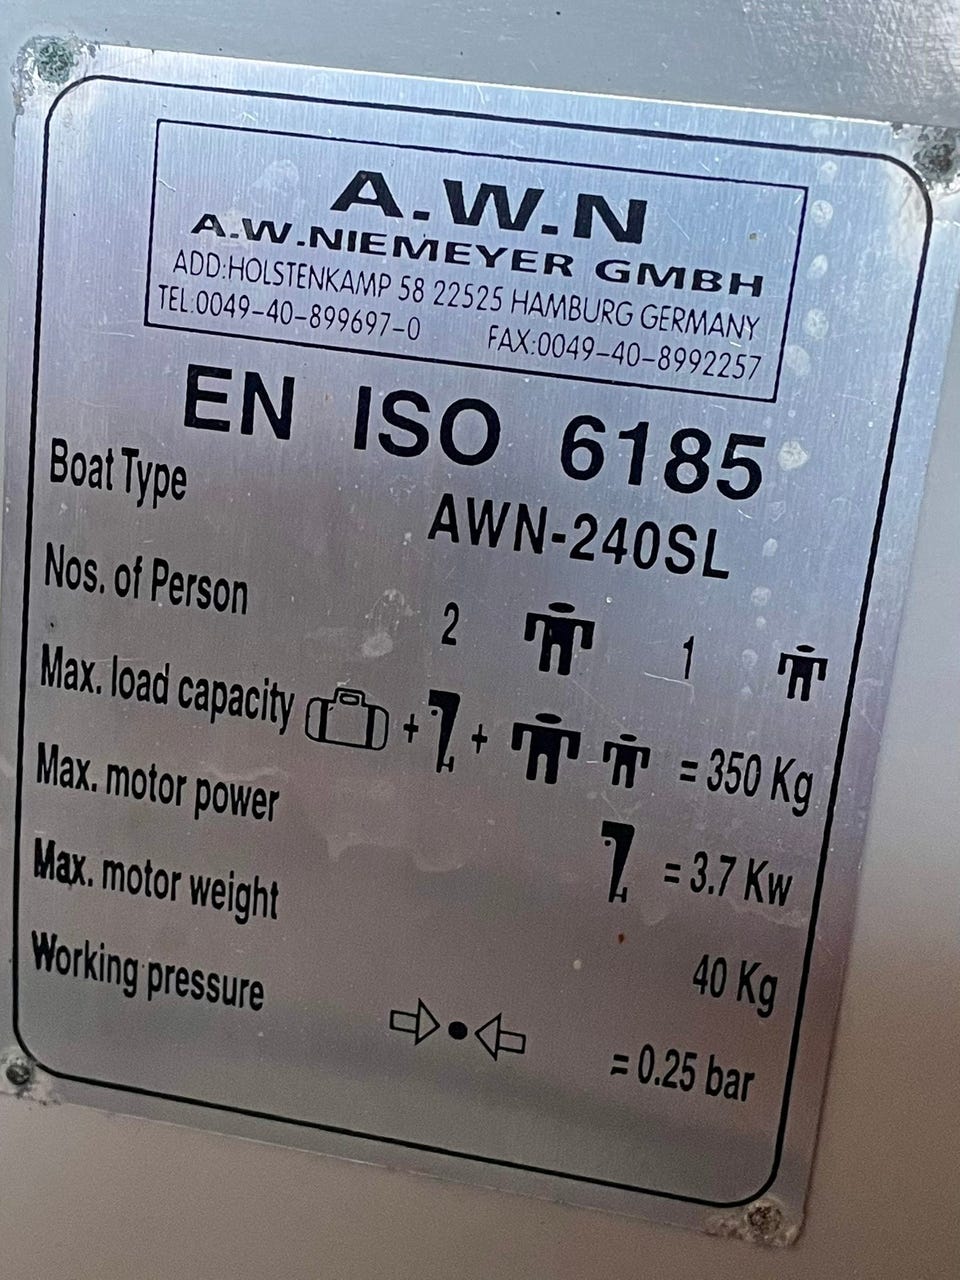 A.W.N
A.W.NIEMEYER GMBH
ADD:HOLSTENKAMP 58 22525 HAMBURG GERMANY
TEL:0049-40-899697-0 FAX:0049-40-8992257
EN ISO 6185
Boat Type AWN-240SL
Nos. of Person 2 1
Max. load capacity + + = 350 Kg
Max. motor power = 3.7 Kw
Max. motor weight 40 Kg
Working pressure = 0.25 bar